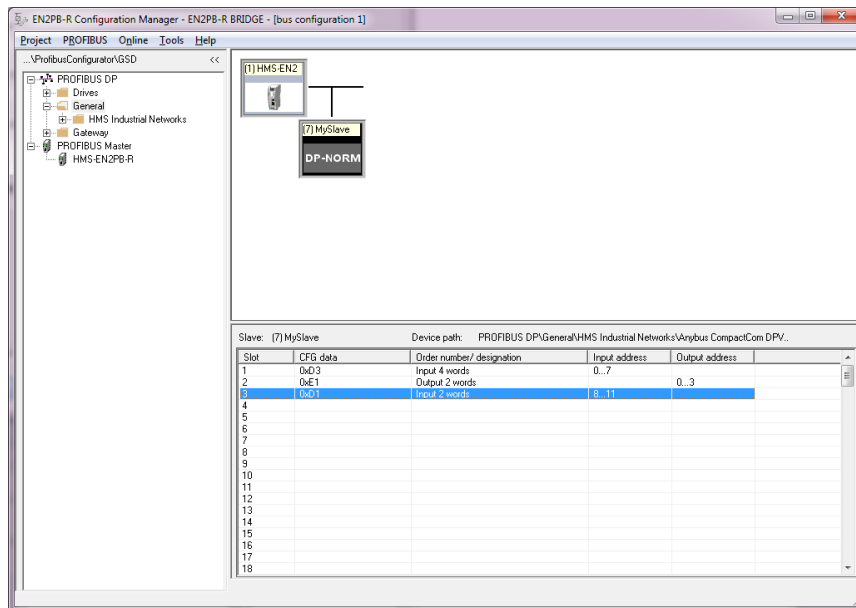 EN2PB-R Configuration Manager - EN2PB-R BRIDGE - [bus configuration 1]
Project PROFIBUS Online Tools Help
...\ProfibusConfigurator\GSD <<
PROFIBUS DP
Drives
General
HMS Industrial Networks
Gateway
PROFIBUS Master
HMS-EN2PB-R
(1) HMS-EN2
(7) MySlave
DP-NORM
Slave: (7) MySlave Device path: PROFIBUS DP\General\HMS Industrial Networks\Anybus CompactCom DPV..
Slot CFG data Order number/ designation Input address Output address
1 0xD3 Input 4 words 0...7
2 0xE1 Output 2 words 0...3
3 0xD1 Input 2 words 8...11
4
5
6
7
8
9
10
11
12
13
14
15
16
17
18